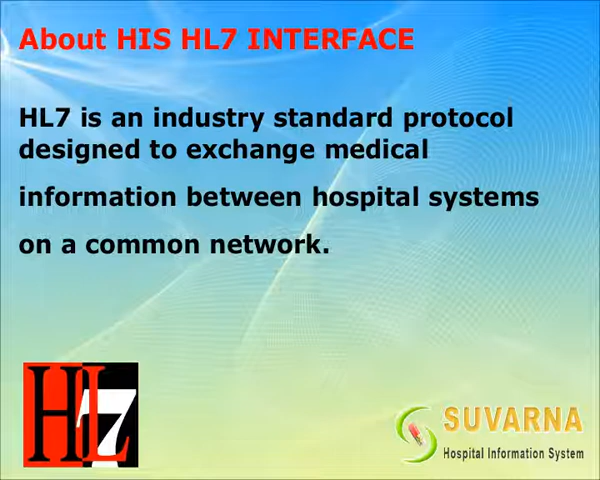 About HIS HL7 INTERFACE
HL7 is an industry standard protocol
designed to exchange medical
information between hospital systems
on a common network.
HL7
SUVARNA
Hospital Information System